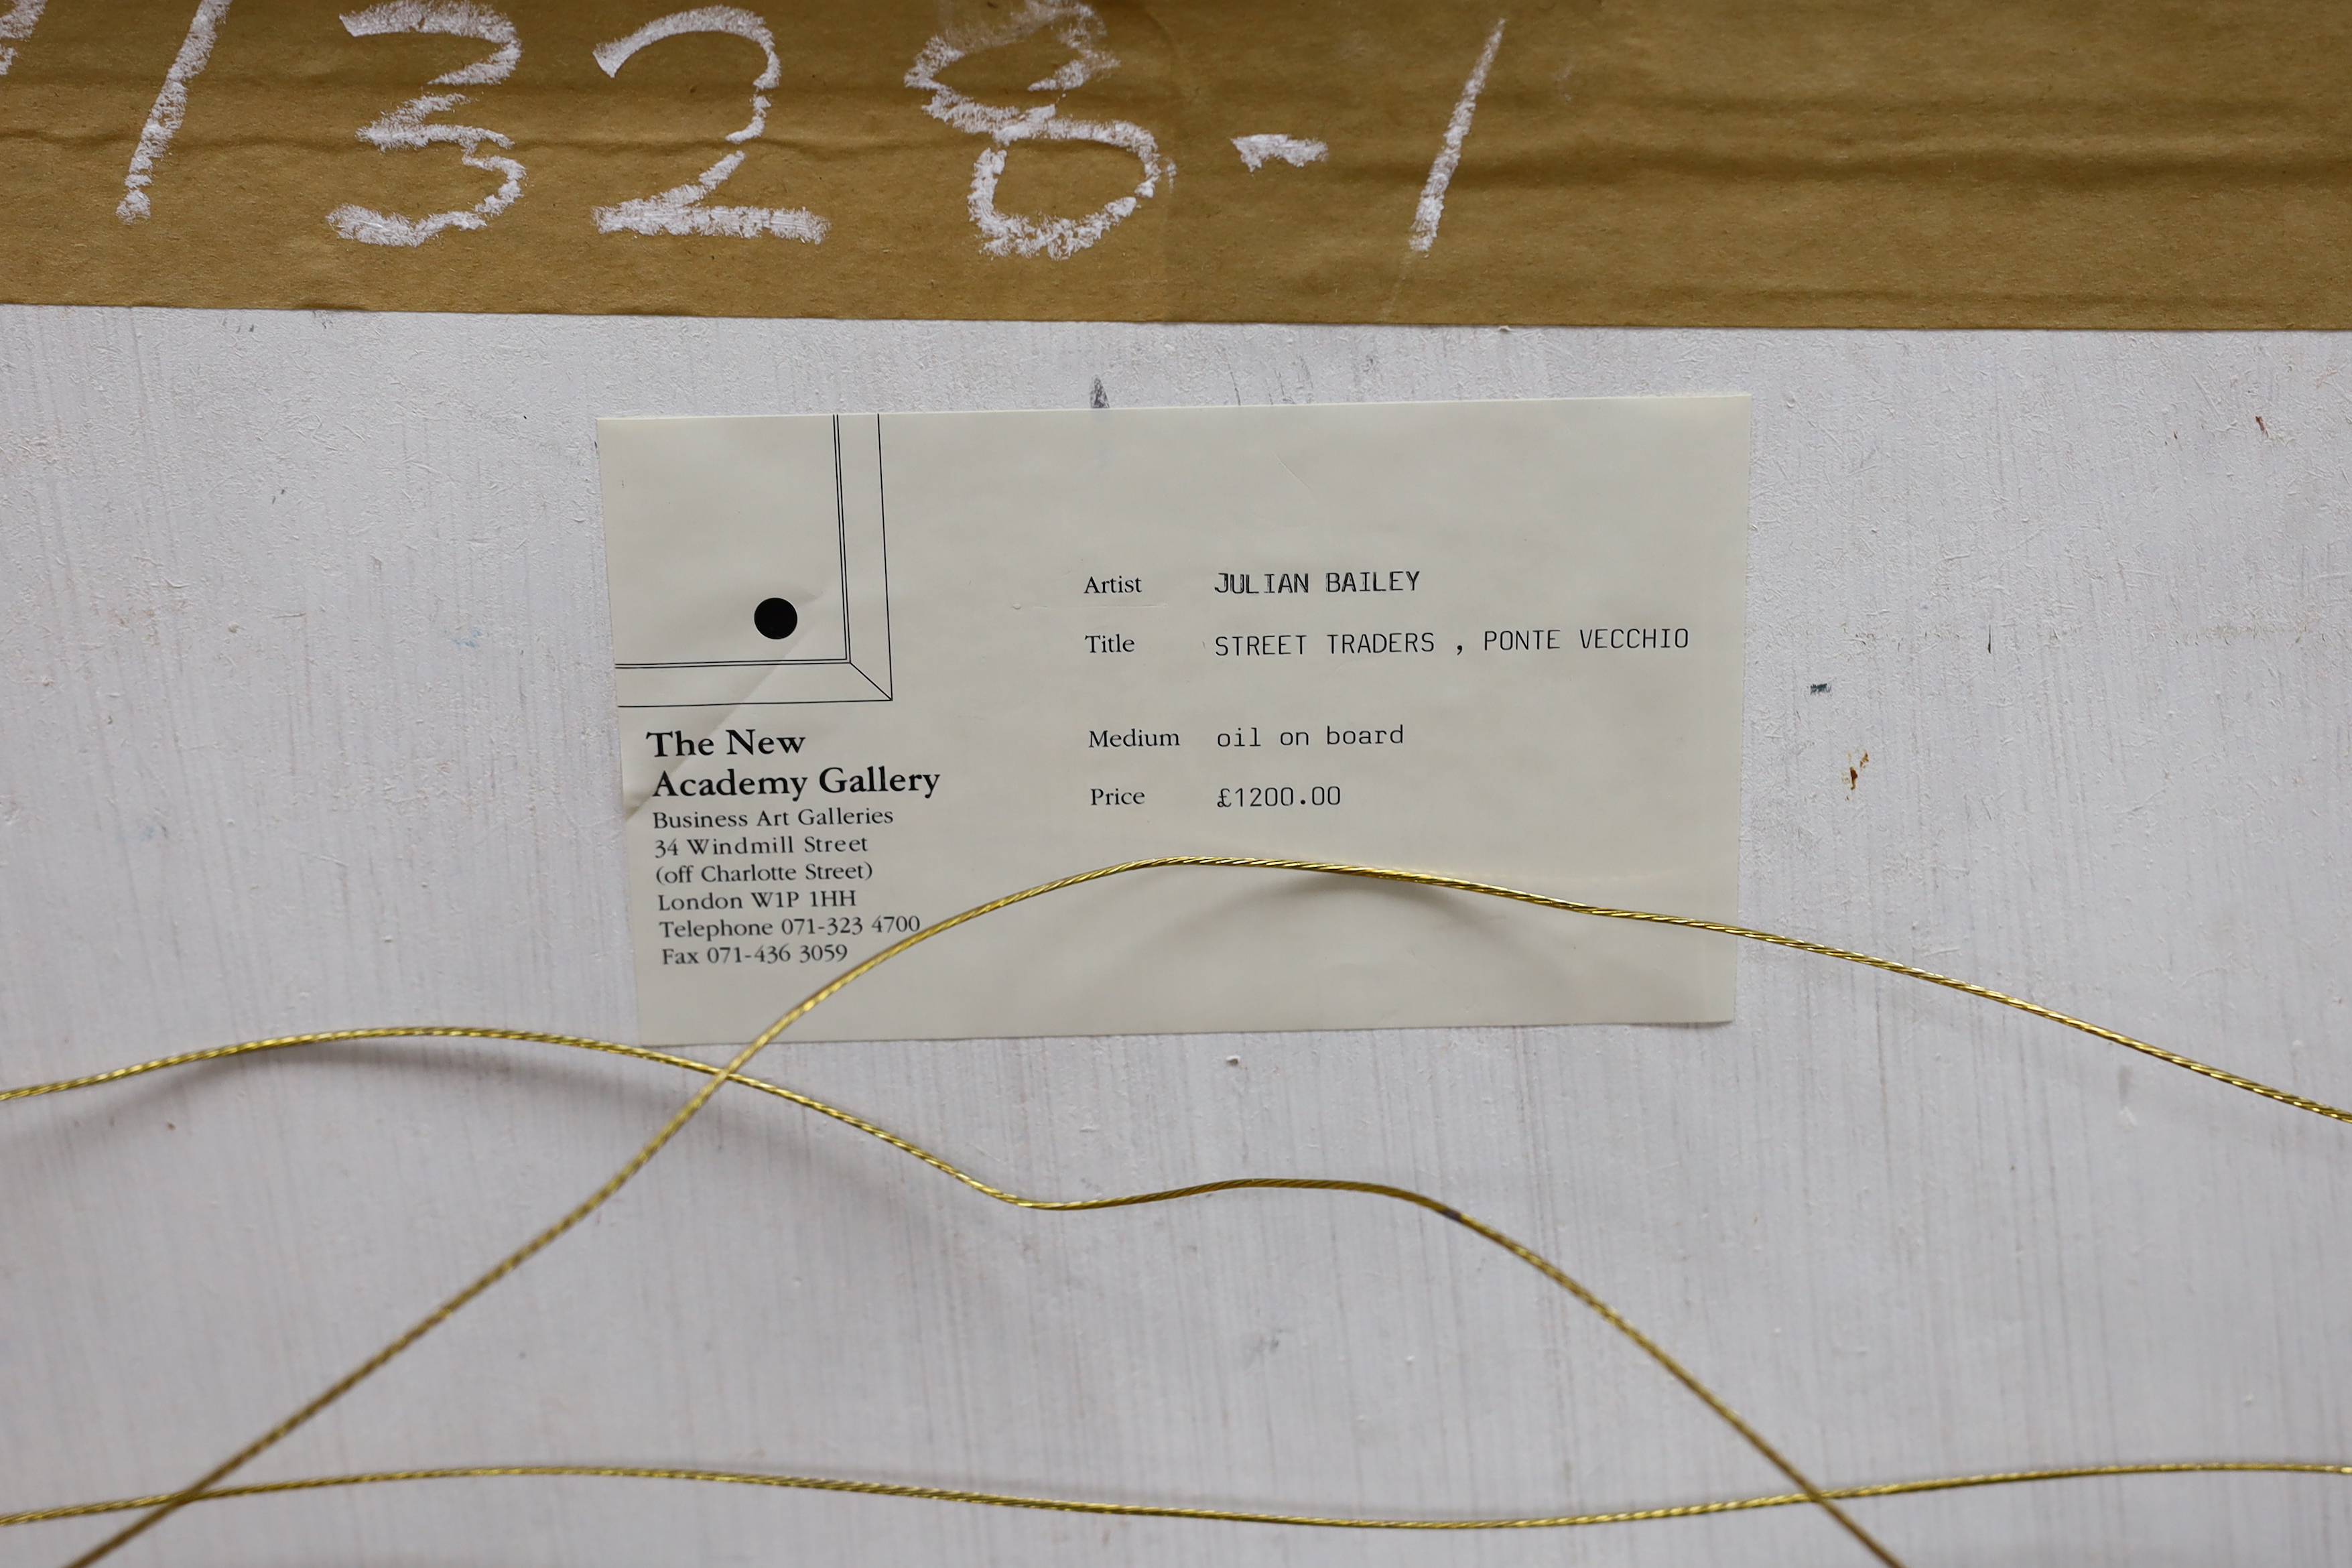 1328-1
Artist JULIAN BAILEY
Title STREET TRADERS , PONTE VECCHIO
Medium oil on board
Price £1200.00
The New
Academy Gallery
Business Art Galleries
34 Windmill Street
(off Charlotte Street)
London W1P 1HH
Telephone 071-323 4700
Fax 071-436 3059